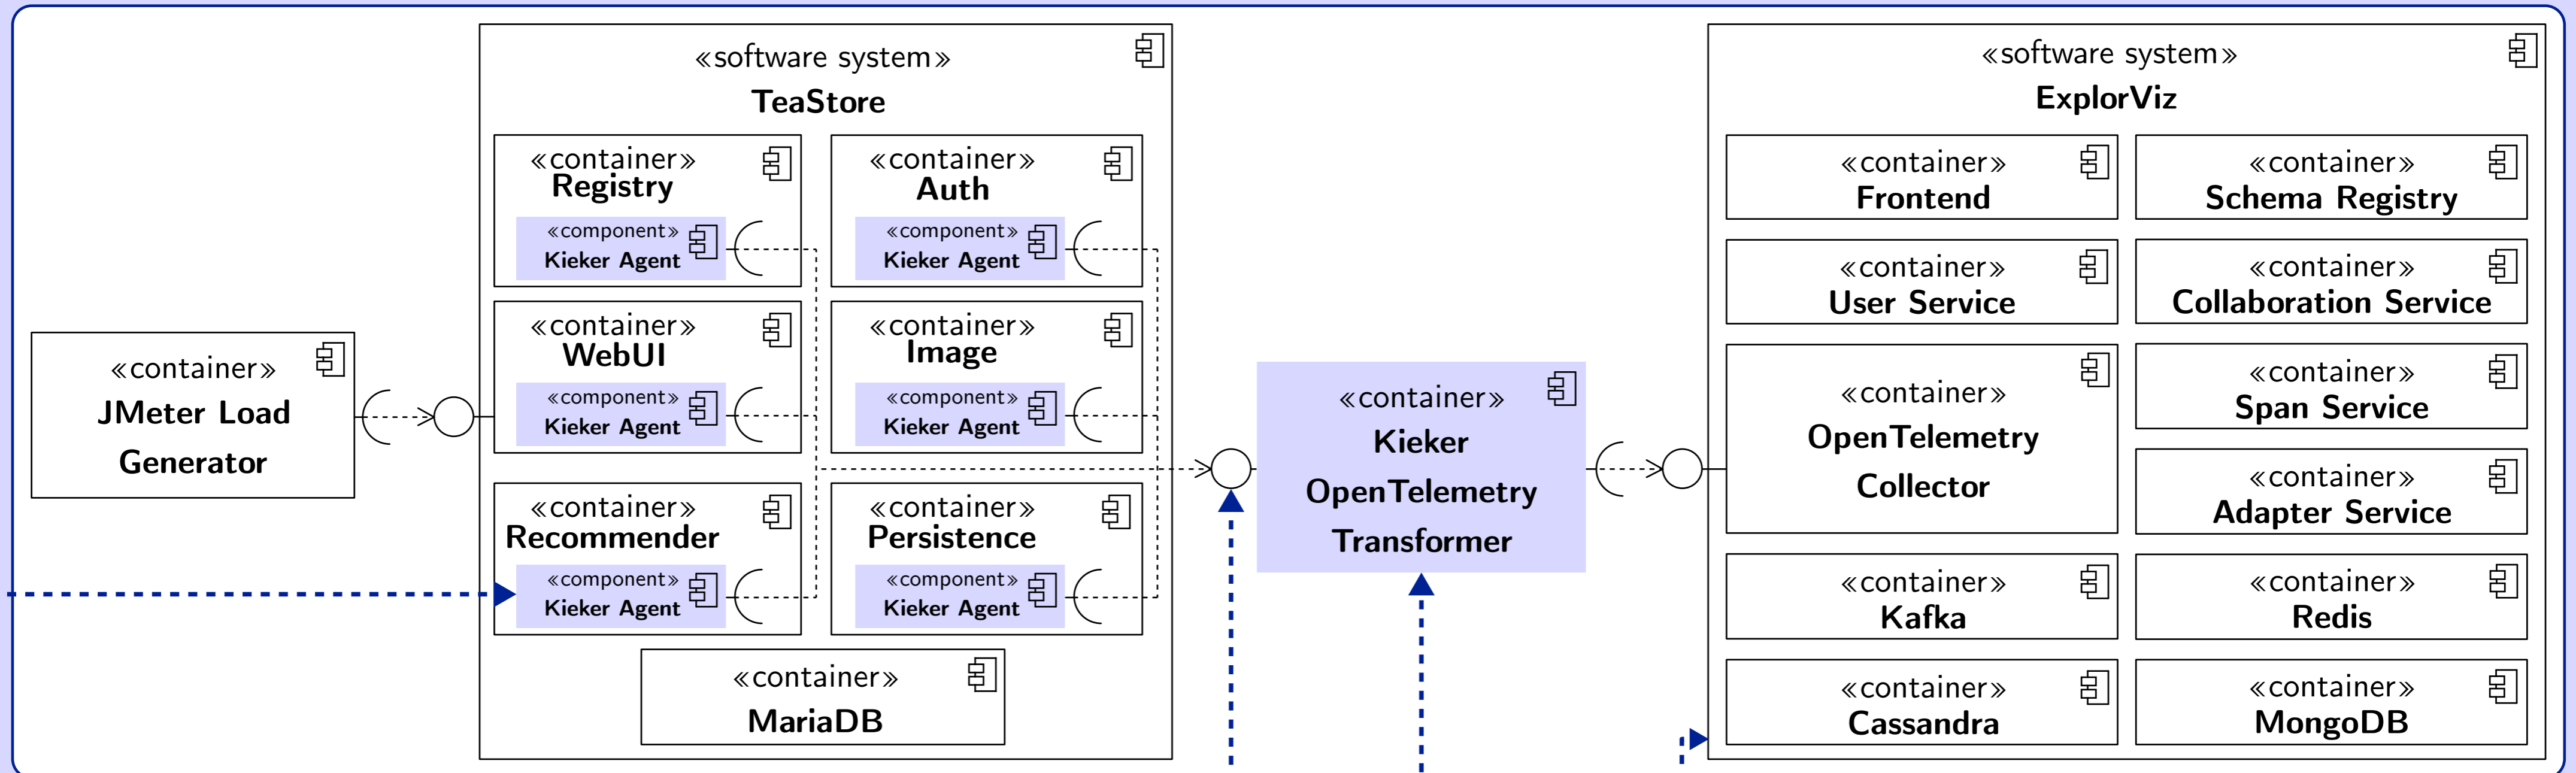 «container»
JMeter Load
Generator
«software system»
TeaStore
«container»
Registry
«component»
Kieker Agent
«container»
Auth
«component»
Kieker Agent
«container»
WebUI
«component»
Kieker Agent
«container»
Image
«component»
Kieker Agent
«container»
Recommender
«component»
Kieker Agent
«container»
Persistence
«component»
Kieker Agent
«container»
MariaDB
«container»
Kieker
OpenTelemetry
Transformer
«software system»
ExplorViz
«container»
Frontend
«container»
Schema Registry
«container»
User Service
«container»
Collaboration Service
«container»
OpenTelemetry
Collector
«container»
Span Service
«container»
Adapter Service
«container»
Kafka
«container»
Redis
«container»
Cassandra
«container»
MongoDB